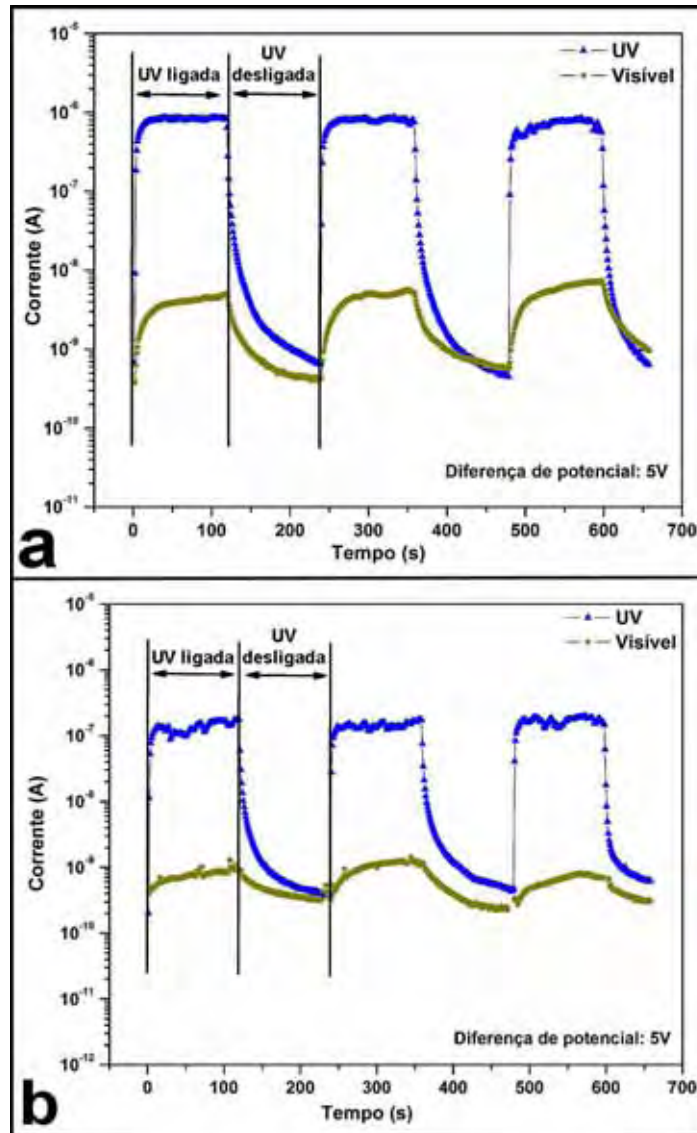 10⁻⁵
10⁻⁶
10⁻⁷
10⁻⁸
10⁻⁹
10⁻¹⁰
10⁻¹¹
Corrente (A)
UV ligada
UV
desligada
UV
Visível
Diferença de potencial: 5V
0 100 200 300 400 500 600 700
Tempo (s)
a
10⁻⁵
10⁻⁶
10⁻⁷
10⁻⁸
10⁻⁹
10⁻¹⁰
10⁻¹¹
10⁻¹²
Corrente (A)
UV ligada
UV
desligada
UV
Visível
Diferença de potencial: 5V
0 100 200 300 400 500 600 700
Tempo (s)
b